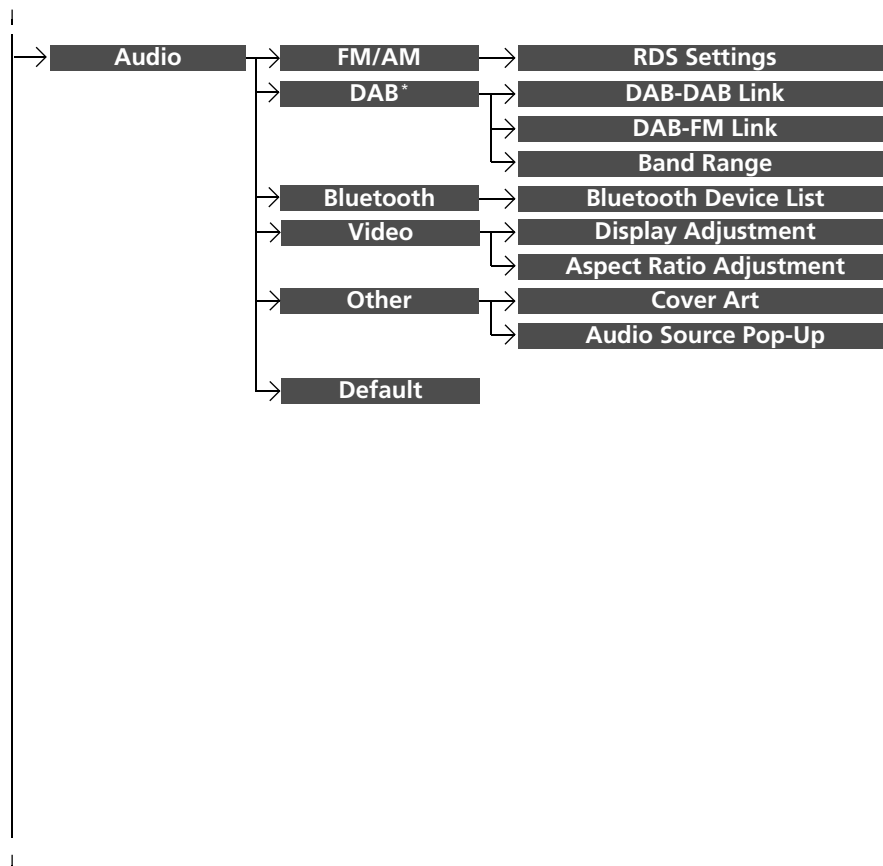 Audio FM/AM RDS Settings
DAB* DAB-DAB Link
DAB-FM Link
Band Range
Bluetooth Bluetooth Device List
Video Display Adjustment
Aspect Ratio Adjustment
Other Cover Art
Audio Source Pop-Up
Default